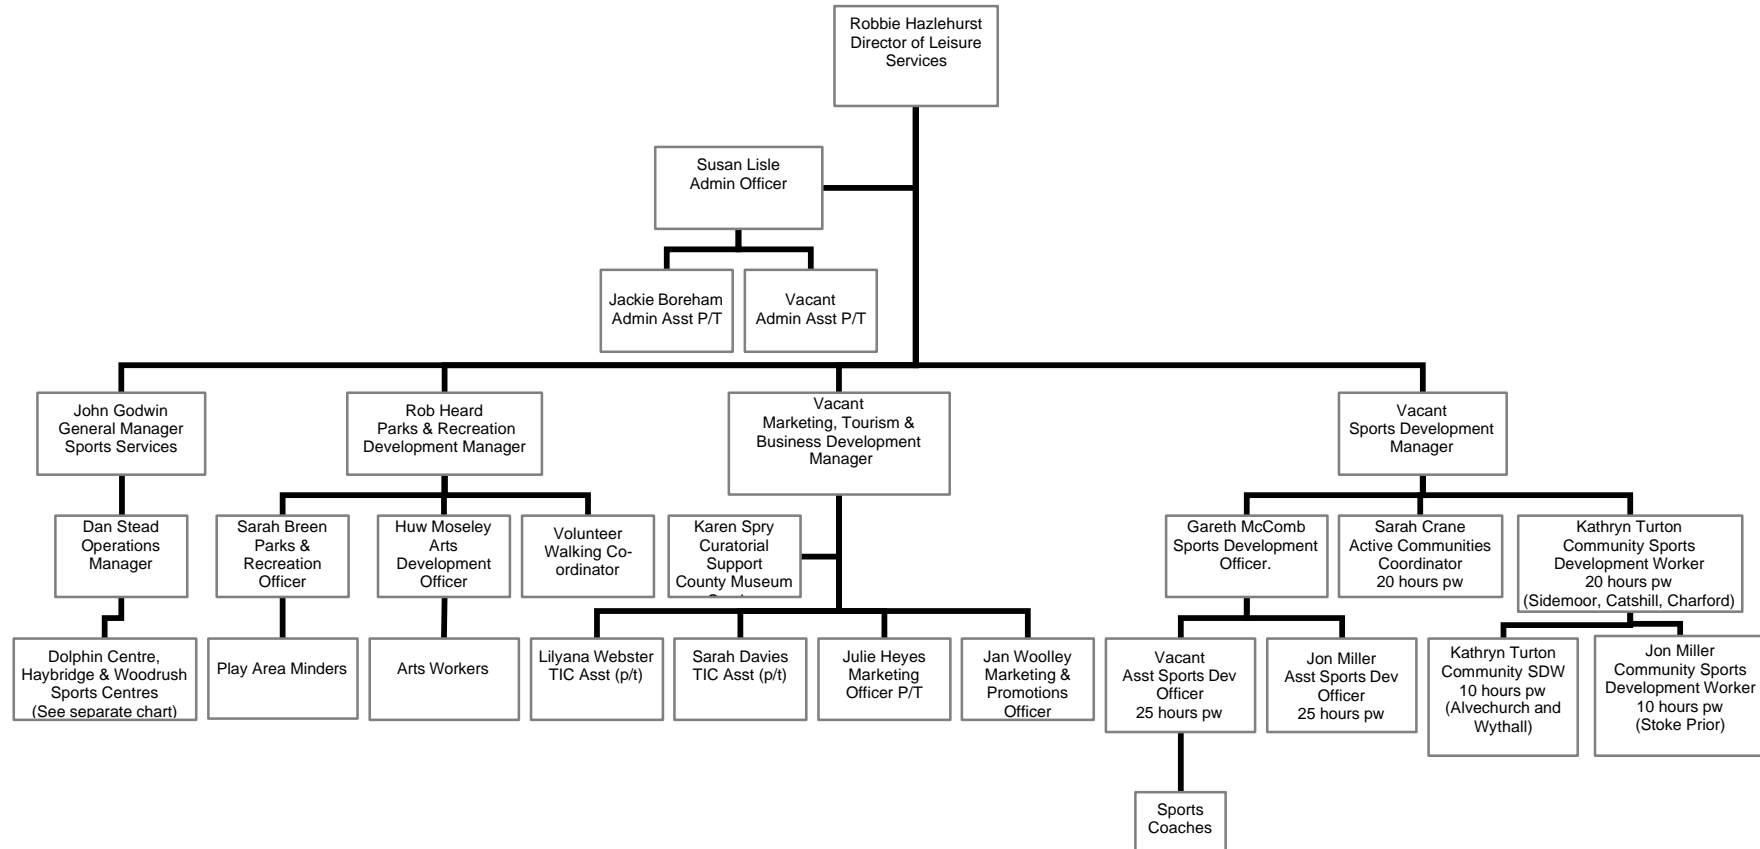 Robbie Hazlehurst
Director of Leisure
Services
Susan Lisle
Admin Officer
Jackie Boreham
Admin Asst P/T
Vacant
Admin Asst P/T
John Godwin
General Manager
Sports Services
Rob Heard
Parks & Recreation
Development Manager
Vacant
Marketing, Tourism &
Business Development
Manager
Vacant
Sports Development
Manager
Dan Stead
Operations
Manager
Sarah Breen
Parks &
Recreation
Officer
Huw Moseley
Arts
Development
Officer
Volunteer
Walking Co-
ordinator
Karen Spry
Curatorial
Support
County Museum
Gareth McComb
Sports Development
Officer.
Sarah Crane
Active Communities
Coordinator
20 hours pw
Kathryn Turton
Community Sports
Development Worker
20 hours pw
(Sidemoor, Catshill, Charford)
Dolphin Centre,
Haybridge & Woodrush
Sports Centres
(See separate chart)
Play Area Minders
Arts Workers
Lilyana Webster
TIC Asst (p/t)
Sarah Davies
TIC Asst (p/t)
Julie Heyes
Marketing
Officer P/T
Jan Woolley
Marketing &
Promotions
Officer
Vacant
Asst Sports Dev
Officer
25 hours pw
Jon Miller
Asst Sports Dev
Officer
25 hours pw
Kathryn Turton
Community SDW
10 hours pw
(Alvechurch and
Wythall)
Jon Miller
Community Sports
Development Worker
10 hours pw
(Stoke Prior)
Sports
Coaches